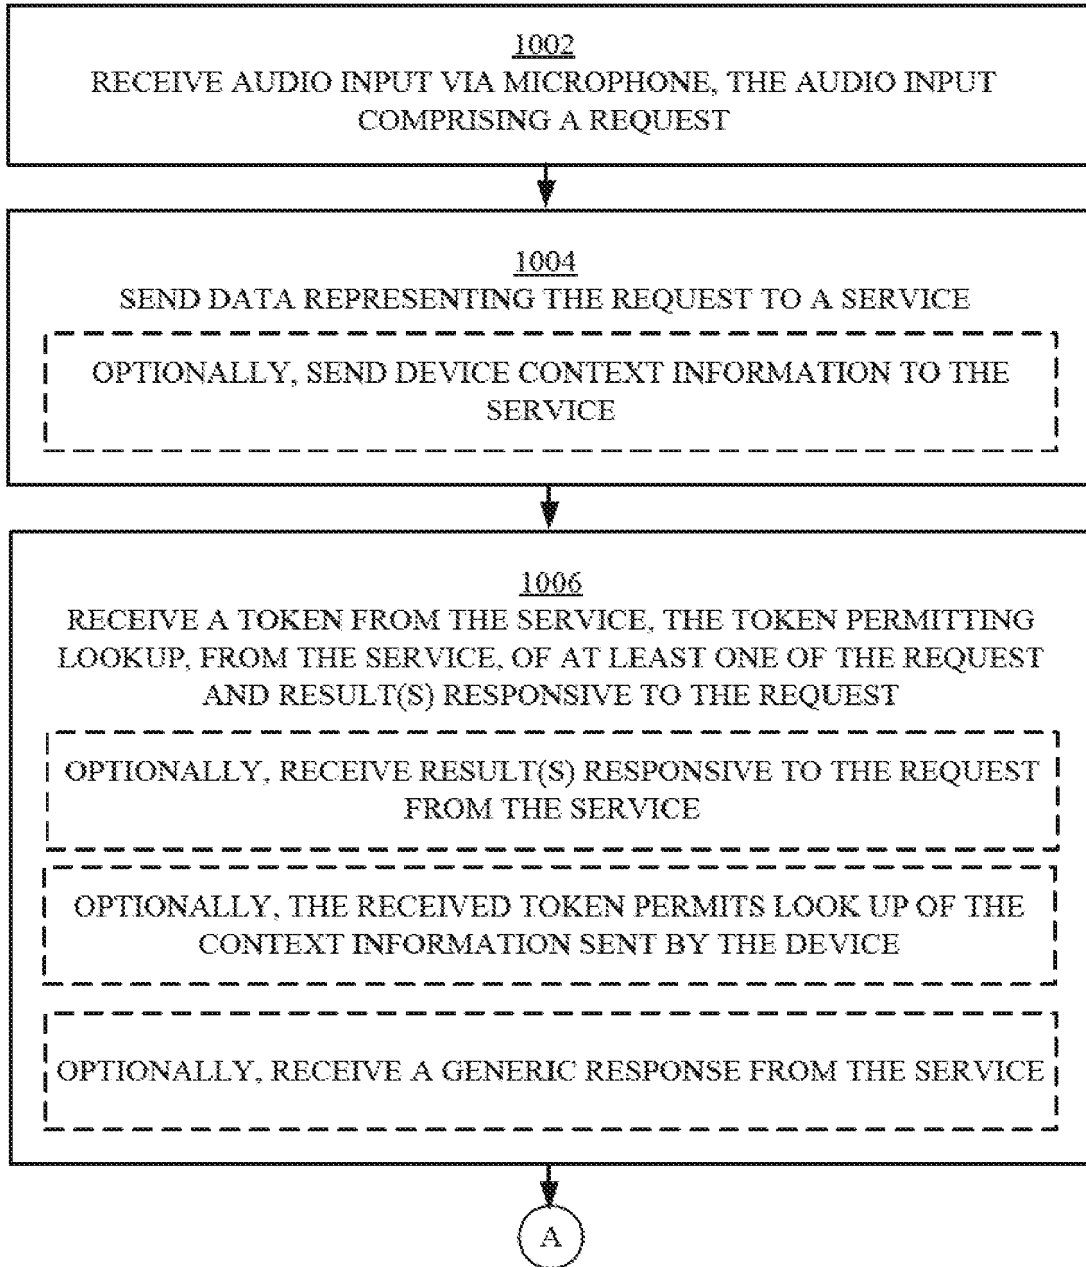 1002
RECEIVE AUDIO INPUT VIA MICROPHONE, THE AUDIO INPUT
COMPRISING A REQUEST
1004
SEND DATA REPRESENTING THE REQUEST TO A SERVICE
OPTIONALLY, SEND DEVICE CONTEXT INFORMATION TO THE
SERVICE
1006
RECEIVE A TOKEN FROM THE SERVICE, THE TOKEN PERMITTING
LOOKUP, FROM THE SERVICE, OF AT LEAST ONE OF THE REQUEST
AND RESULT(S) RESPONSIVE TO THE REQUEST
OPTIONALLY, RECEIVE RESULT(S) RESPONSIVE TO THE REQUEST
FROM THE SERVICE
OPTIONALLY, THE RECEIVED TOKEN PERMITS LOOK UP OF THE
CONTEXT INFORMATION SENT BY THE DEVICE
OPTIONALLY, RECEIVE A GENERIC RESPONSE FROM THE SERVICE
A